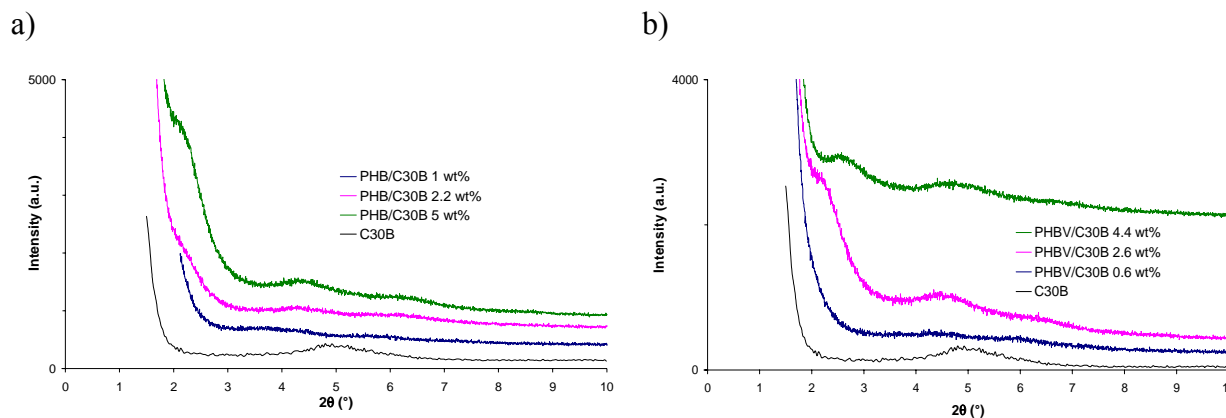 a)
5000
Intensity (a.u.)
0
PHB/C30B 1 wt%
PHB/C30B 2.2 wt%
PHB/C30B 5 wt%
C30B
0 1 2 3 4 5 6 7 8 9 10
2θ (°)
b)
4000
Intensity (a.u.)
0
PHBV/C30B 4.4 wt%
PHBV/C30B 2.6 wt%
PHBV/C30B 0.6 wt%
C30B
0 1 2 3 4 5 6 7 8 9 1
2θ (°)